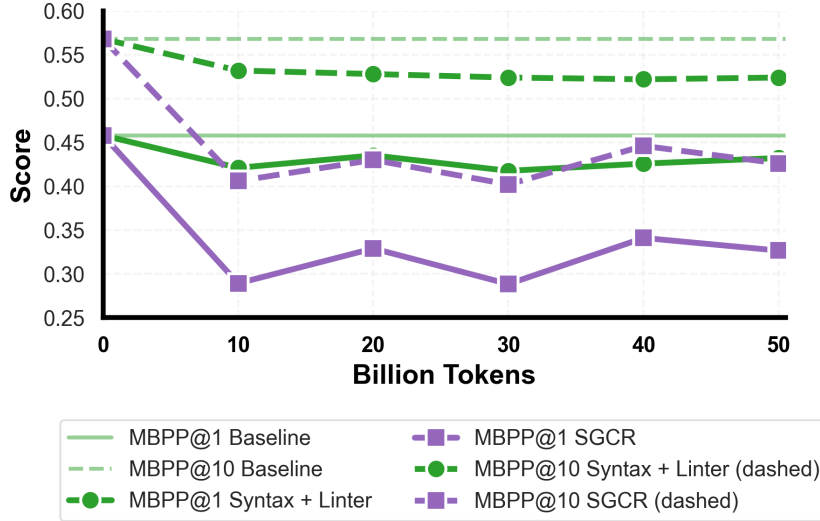 0.60
0.55
0.50
0.45
0.40
0.35
0.30
0.25
Score
0 10 20 30 40 50
Billion Tokens
MBPP@1 Baseline MBPP@1 SGCR
MBPP@10 Baseline MBPP@10 Syntax + Linter (dashed)
MBPP@1 Syntax + Linter MBPP@10 SGCR (dashed)